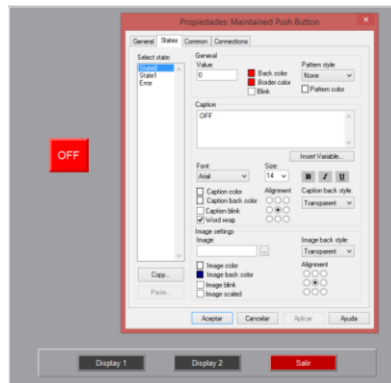 Propiedades: Maintained Push Button
General States Common Connections
Select state:
State0
State1
Error
General
Value:
0
Back color
Border color
Blink
Pattern style:
None
Pattern color
Caption
OFF
Insert Variable...
Font:
Arial
Size:
14
B I U
Caption color
Caption back color
Caption blink
Word wrap
Alignment
Caption back style:
Transparent
Image settings
Image:
...
Image back style
Transparent
Image color
Image back color
Image blink
Image scaled
Alignment
Copy...
Paste...
Aceptar Cancelar Aplicar Ayuda
OFF
Display 1 Display 2 Salir